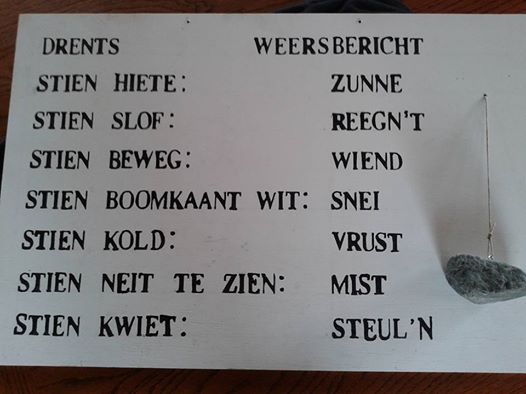 DRENTS WEERSBERICHT
STIEN HIETE: ZUNNE
STIEN SLOF: REEGN'T
STIEN BEWEG: WIEND
STIEN BOOMKAANT WIT: SNEI
STIEN KOLD: VRUST
STIEN NEIT TE ZIEN: MIST
STIEN KWIET: STEUL'N